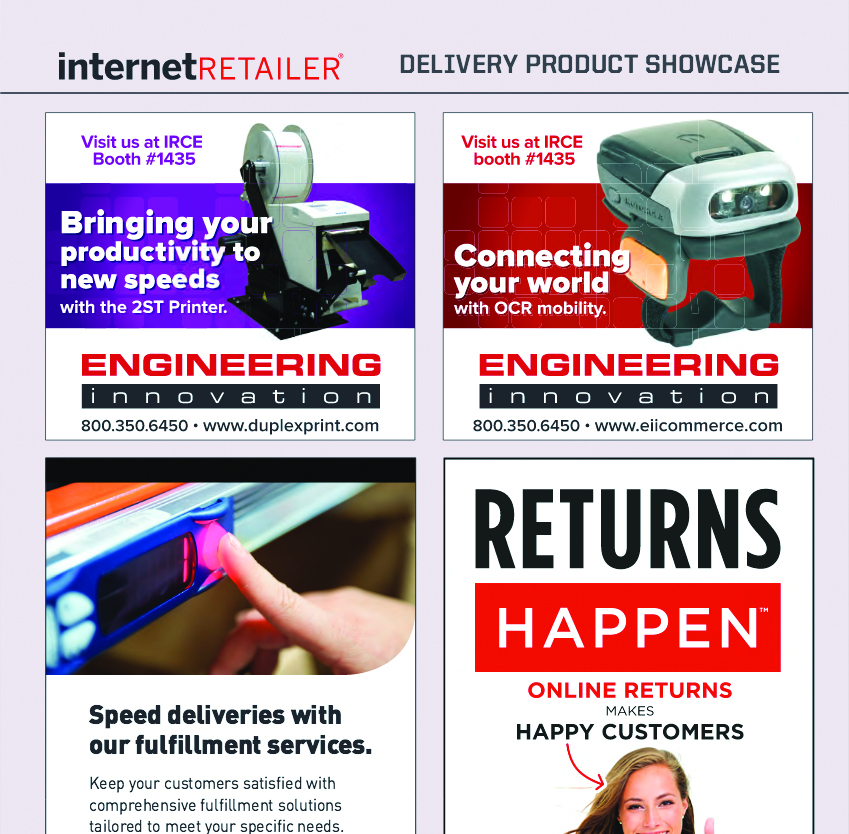 internetRETAILER®
DELIVERY PRODUCT SHOWCASE
Visit us at IRCE
Booth #1435
Bringing your
productivity to
new speeds
with the 2ST Printer.
ENGINEERING
innovation
800.350.6450 • www.duplexprint.com
Visit us at IRCE
booth #1435
Connecting
your world
with OCR mobility.
ENGINEERING
innovation
800.350.6450 • www.eiicommerce.com
Speed deliveries with
our fulfillment services.
Keep your customers satisfied with
comprehensive fulfillment solutions
tailored to meet your specific needs.
RETURNS
HAPPEN™
ONLINE RETURNS
MAKES
HAPPY CUSTOMERS